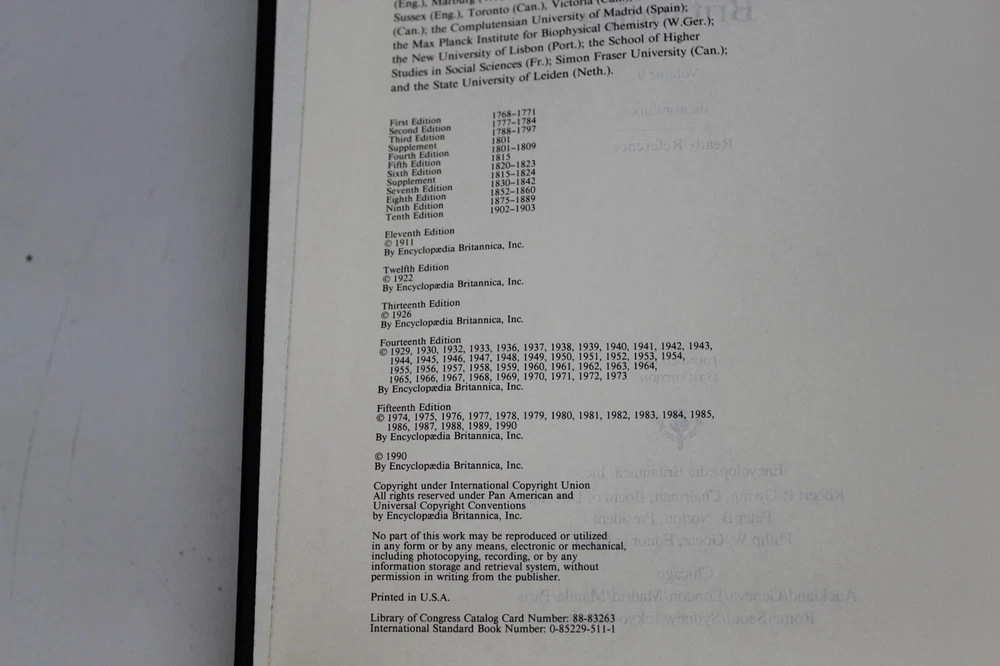 (Eng.), Marburg
Sussex (Eng.), Toronto (Can.), Victoria
(Can.); the Complutensian University of Madrid (Spain);
the Max Planck Institute for Biophysical Chemistry (W.Ger.);
the New University of Lisbon (Port.); the School of Higher
Studies in Social Sciences (Fr.); Simon Fraser University (Can.);
and the State University of Leiden (Neth.).
First Edition 1768–1771
Second Edition 1777–1784
Third Edition 1788–1797
Supplement 1801
Fourth Edition 1801–1809
Fifth Edition 1815
Sixth Edition 1820–1823
Supplement 1815–1824
Seventh Edition 1830–1842
Eighth Edition 1852–1860
Ninth Edition 1875–1889
Tenth Edition 1902–1903
Eleventh Edition
© 1911
By Encyclopædia Britannica, Inc.
Twelfth Edition
© 1922
By Encyclopædia Britannica, Inc.
Thirteenth Edition
© 1926
By Encyclopædia Britannica, Inc.
Fourteenth Edition
© 1929, 1930, 1932, 1933, 1936, 1937, 1938, 1939, 1940, 1941, 1942, 1943,
1944, 1945, 1946, 1947, 1948, 1949, 1950, 1951, 1952, 1953, 1954,
1955, 1956, 1957, 1958, 1959, 1960, 1961, 1962, 1963, 1964,
1965, 1966, 1967, 1968, 1969, 1970, 1971, 1972, 1973
By Encyclopædia Britannica, Inc.
Fifteenth Edition
© 1974, 1975, 1976, 1977, 1978, 1979, 1980, 1981, 1982, 1983, 1984, 1985,
1986, 1987, 1988, 1989, 1990
By Encyclopædia Britannica, Inc.
© 1990
By Encyclopædia Britannica, Inc.
Copyright under International Copyright Union
All rights reserved under Pan American and
Universal Copyright Conventions
by Encyclopædia Britannica, Inc.
No part of this work may be reproduced or utilized
in any form or by any means, electronic or mechanical,
including photocopying, recording, or by any
information storage and retrieval system, without
permission in writing from the publisher.
Printed in U.S.A.
Library of Congress Catalog Card Number: 88-83263
International Standard Book Number: 0-85229-511-1